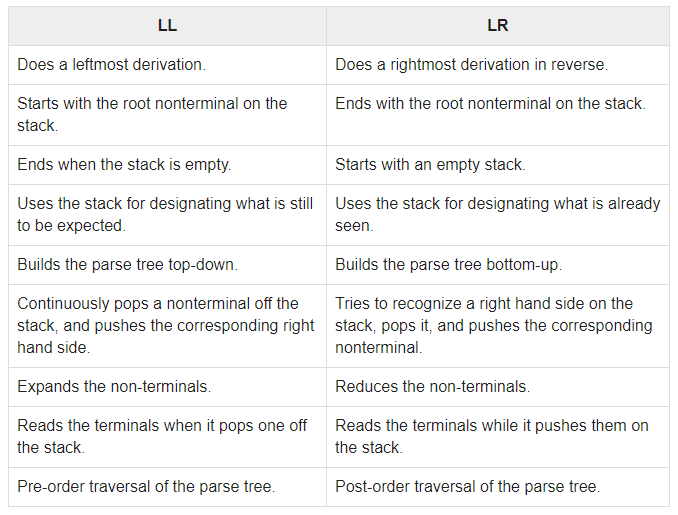 LL LR
Does a leftmost derivation. Does a rightmost derivation in reverse.
Starts with the root nonterminal on the Ends with the root nonterminal on the stack.
stack.
Ends when the stack is empty. Starts with an empty stack.
Uses the stack for designating what is still Uses the stack for designating what is already
to be expected. seen.
Builds the parse tree top-down. Builds the parse tree bottom-up.
Continuously pops a nonterminal off the Tries to recognize a right hand side on the
stack, and pushes the corresponding right stack, pops it, and pushes the corresponding
hand side. nonterminal.
Expands the non-terminals. Reduces the non-terminals.
Reads the terminals when it pops one off Reads the terminals while it pushes them on
the stack. the stack.
Pre-order traversal of the parse tree. Post-order traversal of the parse tree.